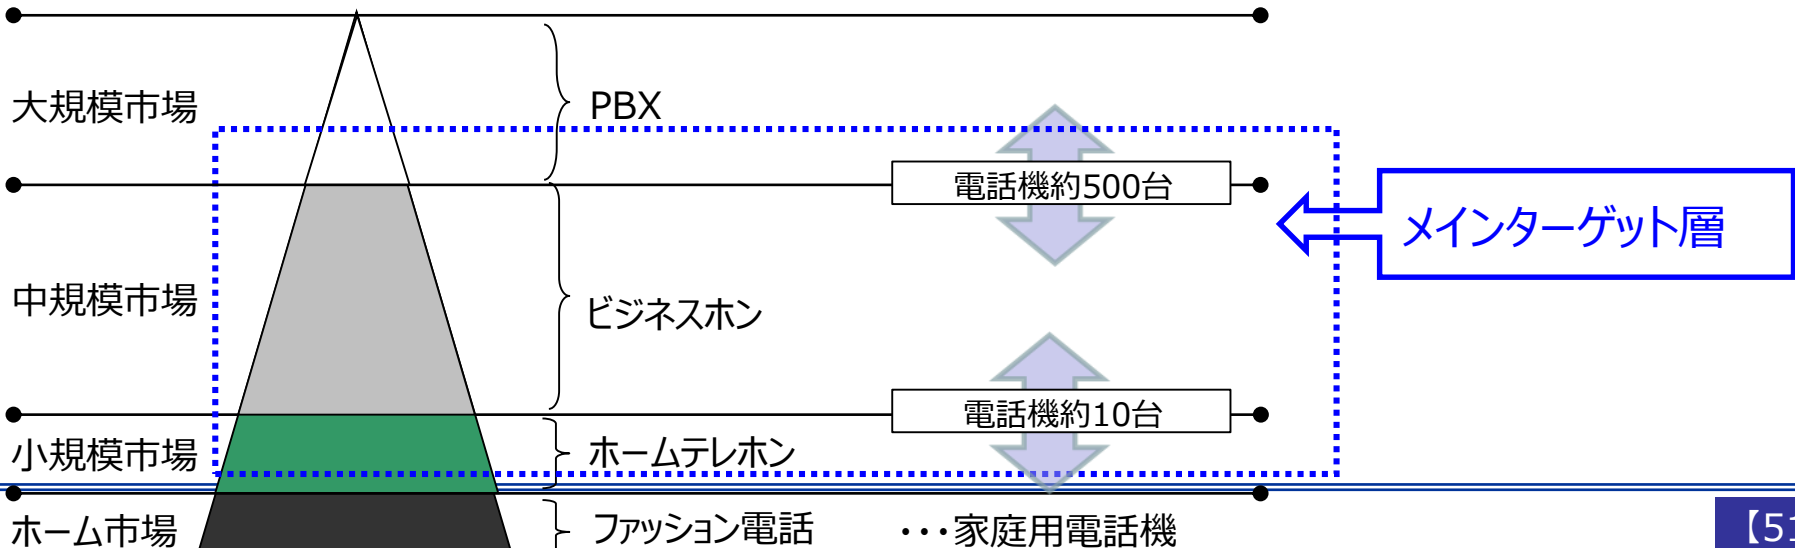 大規模市場
PBX
電話機約500台
メインターゲット層
中規模市場
ビジネスホン
電話機約10台
小規模市場
ホームテレホン
ホーム市場
ファッション電話
・・・家庭用電話機
【51